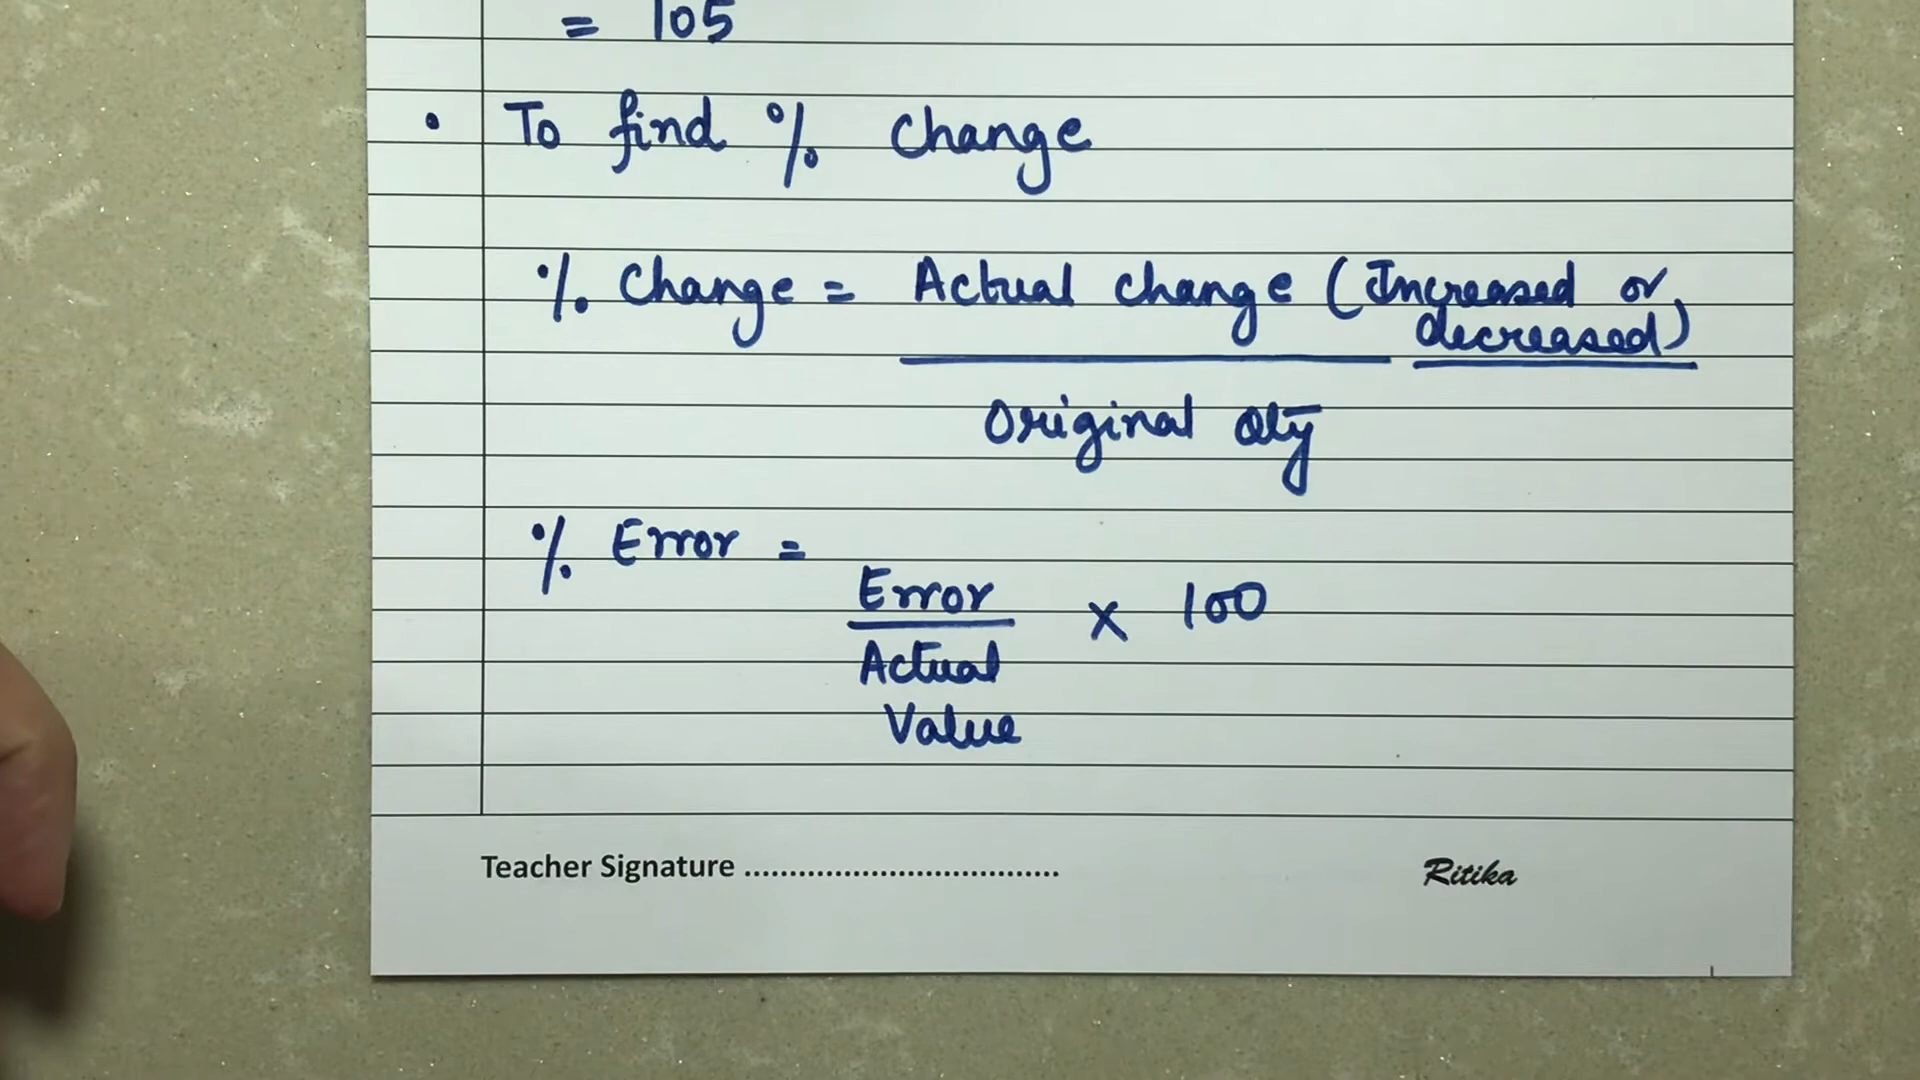 = 105
• To find % change
% Change = Actual change (Increased or
decreased)
Original Qty
% Error =
Error × 100
Actual
Value
Teacher Signature ..................................
Ritika